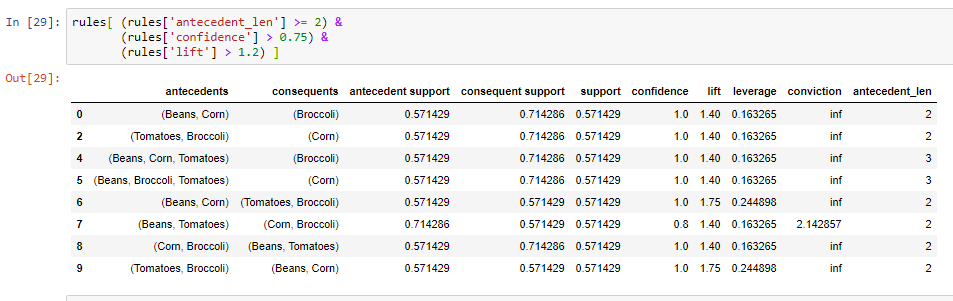 In [29]: rules[ (rules['antecedent_len'] >= 2) &
(rules['confidence'] > 0.75) &
(rules['lift'] > 1.2) ]
Out[29]:
antecedents consequents antecedent support consequent support support confidence lift leverage conviction antecedent_len
0 (Beans, Corn) (Broccoli) 0.571429 0.714286 0.571429 1.0 1.40 0.163265 inf 2
2 (Tomatoes, Broccoli) (Corn) 0.571429 0.714286 0.571429 1.0 1.40 0.163265 inf 2
4 (Beans, Corn, Tomatoes) (Broccoli) 0.571429 0.714286 0.571429 1.0 1.40 0.163265 inf 3
5 (Beans, Broccoli, Tomatoes) (Corn) 0.571429 0.714286 0.571429 1.0 1.40 0.163265 inf 3
6 (Beans, Corn) (Tomatoes, Broccoli) 0.571429 0.571429 0.571429 1.0 1.75 0.244898 inf 2
7 (Beans, Tomatoes) (Corn, Broccoli) 0.714286 0.571429 0.571429 0.8 1.40 0.163265 2.142857 2
8 (Corn, Broccoli) (Beans, Tomatoes) 0.571429 0.714286 0.571429 1.0 1.40 0.163265 inf 2
9 (Tomatoes, Broccoli) (Beans, Corn) 0.571429 0.571429 0.571429 1.0 1.75 0.244898 inf 2